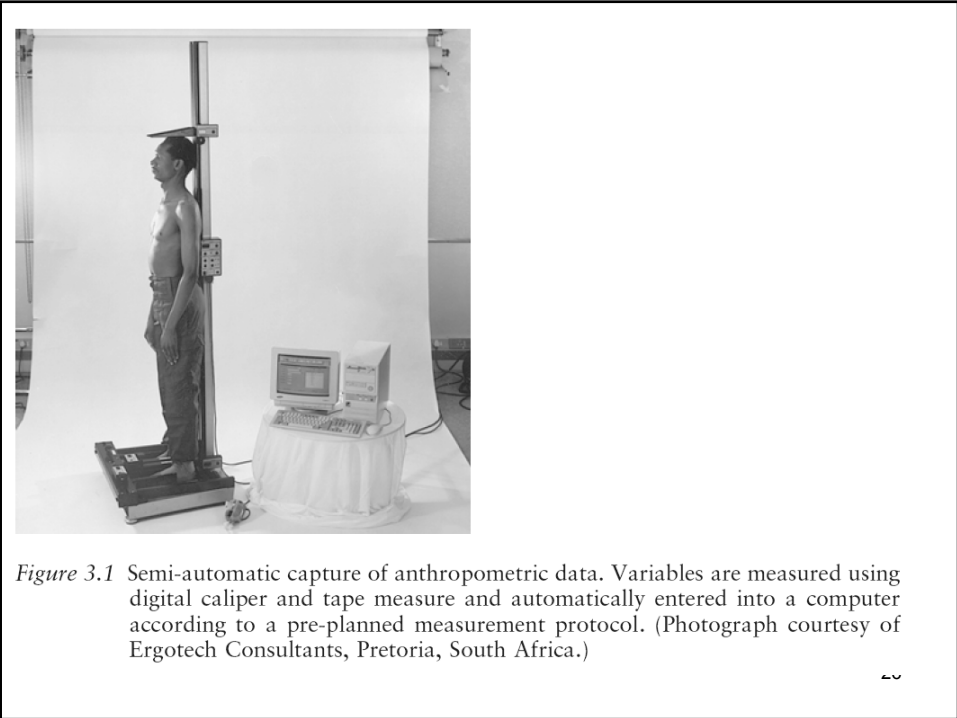 Figure 3.1 Semi-automatic capture of anthropometric data. Variables are measured using
digital caliper and tape measure and automatically entered into a computer
according to a pre-planned measurement protocol. (Photograph courtesy of
Ergotech Consultants, Pretoria, South Africa.)